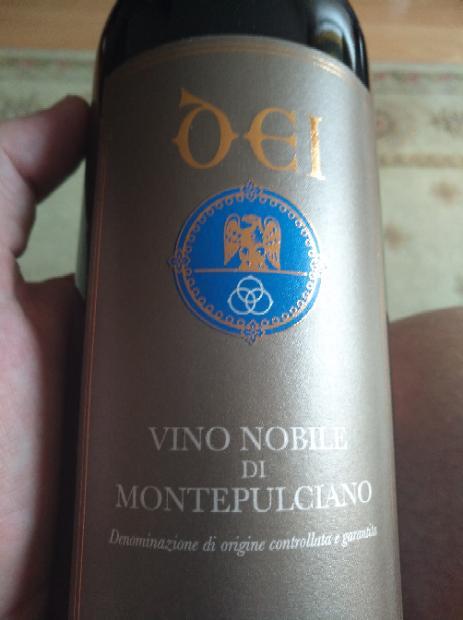 DEI
VINO NOBILE
DI
MONTEPULCIANO
Denominazione di origine controllata e garantita